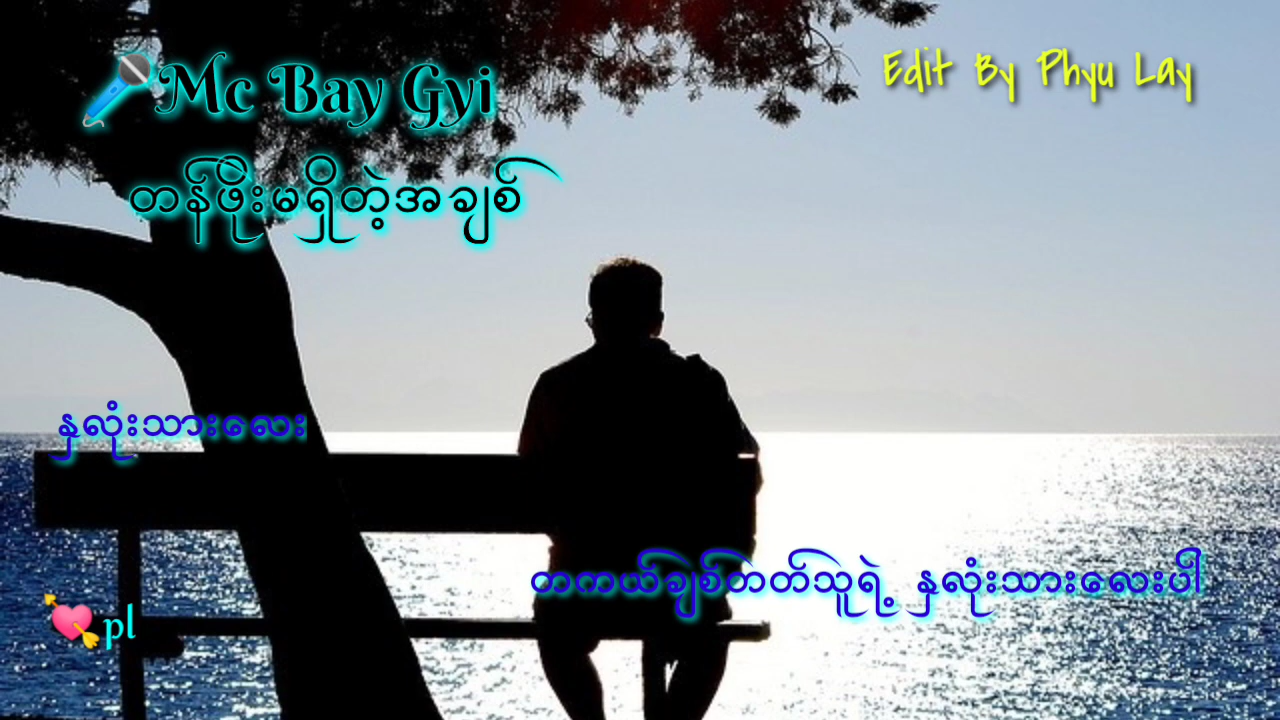 🎤Mc Bay Gyi
Edit By Phyu Lay
တန်ဖိုးမရှိတဲ့အချစ်
နှလုံးသားလေး
တကယ်ချစ်တတ်သူရဲ့ နှလုံးသားလေးပါ
💘pl